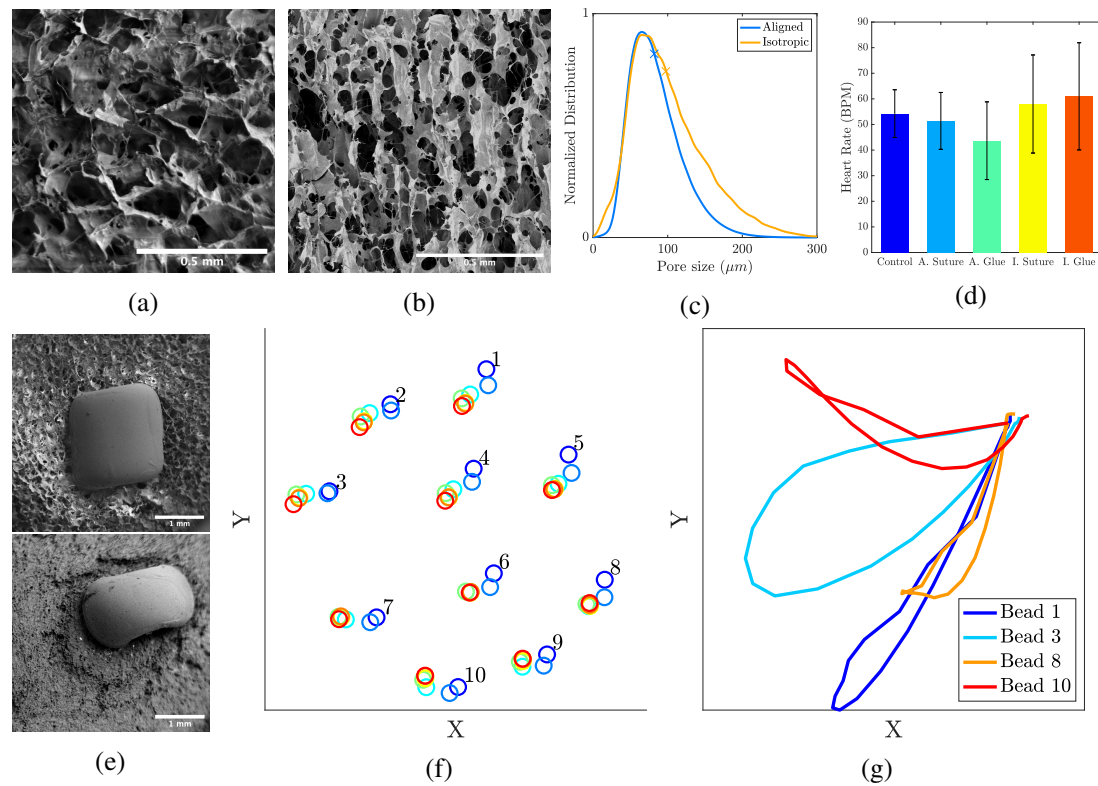 0.5 mm
(a)
0.5 mm
(b)
1
0
Normalized Distribution
Aligned
Isotropic
0 100 200 300
Pore size (μm)
(c)
90
80
70
60
50
40
30
20
10
0
Heart Rate (BPM)
Control A. Suture A. Glue I. Suture I. Glue
(d)
1 mm
1 mm
(e)
Y
1
2
3
4
5
6
7
8
9
10
X
(f)
Y
Bead 1
Bead 3
Bead 8
Bead 10
X
(g)